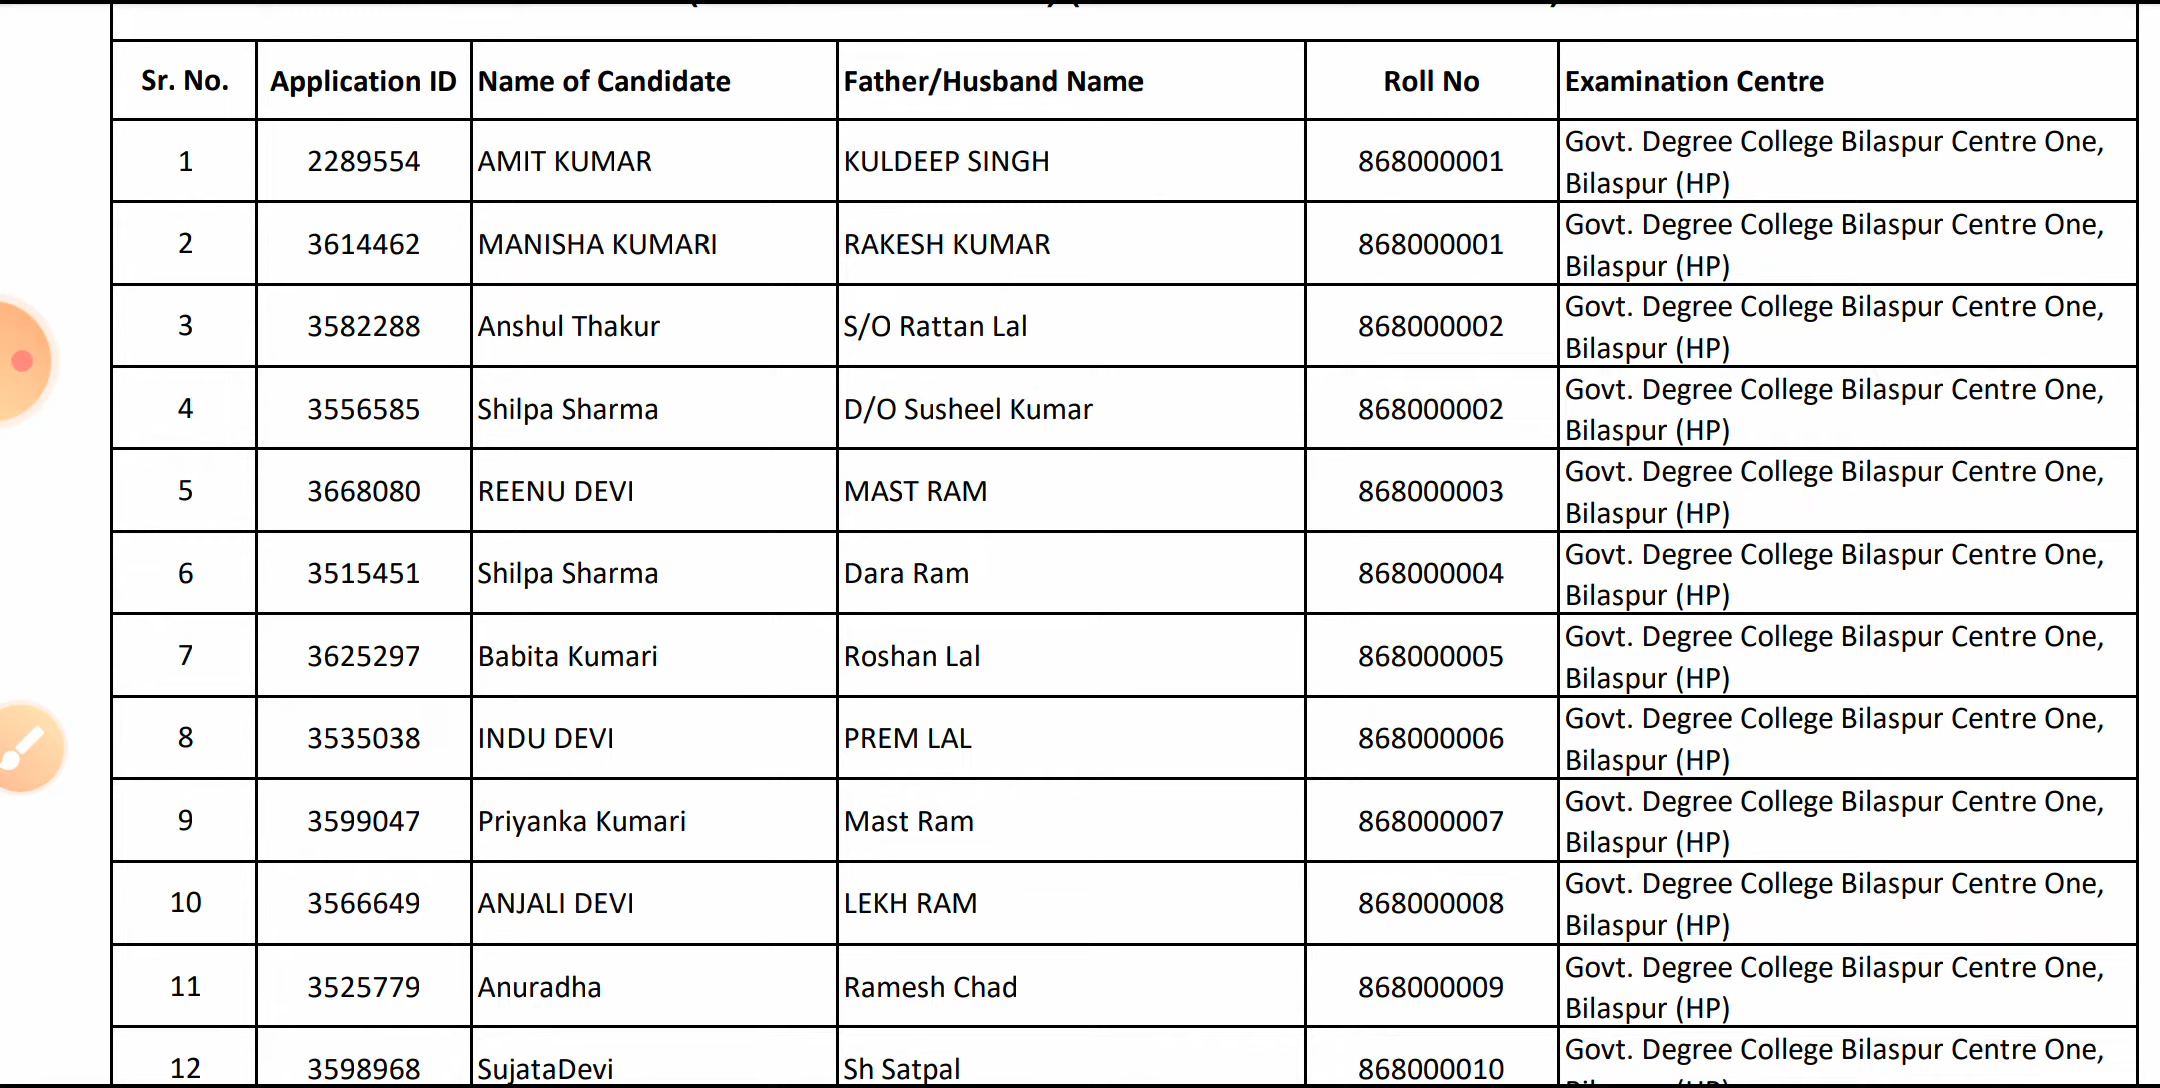 Sr. No. Application ID Name of Candidate Father/Husband Name Roll No Examination Centre
1 2289554 AMIT KUMAR KULDEEP SINGH 868000001 Govt. Degree College Bilaspur Centre One,
Bilaspur (HP)
2 3614462 MANISHA KUMARI RAKESH KUMAR 868000001 Govt. Degree College Bilaspur Centre One,
Bilaspur (HP)
3 3582288 Anshul Thakur S/O Rattan Lal 868000002 Govt. Degree College Bilaspur Centre One,
Bilaspur (HP)
4 3556585 Shilpa Sharma D/O Susheel Kumar 868000002 Govt. Degree College Bilaspur Centre One,
Bilaspur (HP)
5 3668080 REENU DEVI MAST RAM 868000003 Govt. Degree College Bilaspur Centre One,
Bilaspur (HP)
6 3515451 Shilpa Sharma Dara Ram 868000004 Govt. Degree College Bilaspur Centre One,
Bilaspur (HP)
7 3625297 Babita Kumari Roshan Lal 868000005 Govt. Degree College Bilaspur Centre One,
Bilaspur (HP)
8 3535038 INDU DEVI PREM LAL 868000006 Govt. Degree College Bilaspur Centre One,
Bilaspur (HP)
9 3599047 Priyanka Kumari Mast Ram 868000007 Govt. Degree College Bilaspur Centre One,
Bilaspur (HP)
10 3566649 ANJALI DEVI LEKH RAM 868000008 Govt. Degree College Bilaspur Centre One,
Bilaspur (HP)
11 3525779 Anuradha Ramesh Chad 868000009 Govt. Degree College Bilaspur Centre One,
Bilaspur (HP)
12 3598968 SujataDevi Sh Satpal 868000010 Govt. Degree College Bilaspur Centre One,